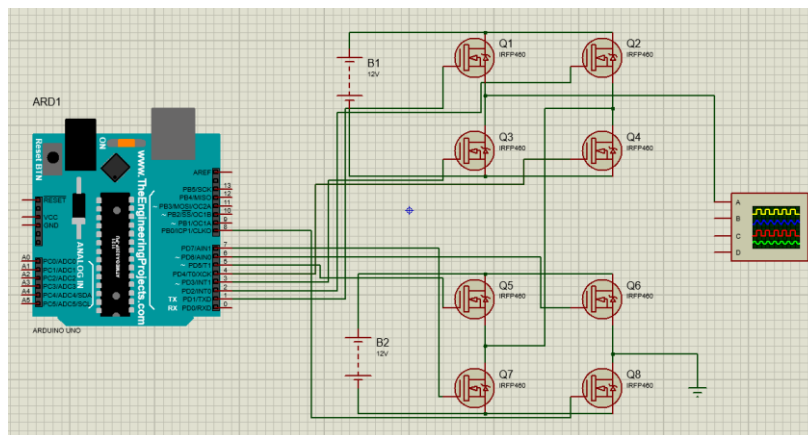 ARD1
Reset BTN
ON
www.TheEngineeringProjects.com
ANALOG IN
RESET
VCC
GND
A0
A1
A2
A3
A4
A5
PC0/ADC0
PC1/ADC1
PC2/ADC2
PC3/ADC3
PC4/ADC4/SDA
PC5/ADC5/SCL
AREF
PB5/SCK 13
PB4/MISO 12
~ PB3/MOSI/OC2A 11
~ PB2/SS/OC1B 10
~ PB1/OC1A 9
PB0/ICP1/CLKO 8
PD7/AIN1 7
~ PD6/AIN0 6
~ PD5/T1 5
PD4/T0/XCK 4
~ PD3/INT1 3
PD2/INT0 2
TX PD1/TXD 1
RX PD0/RXD 0
ARDUINO UNO
B1
12V
Q1
IRFP460
Q2
IRFP460
Q3
IRFP460
Q4
IRFP460
A
B
C
D
B2
12V
Q5
IRFP460
Q6
IRFP460
Q7
IRFP460
Q8
IRFP460